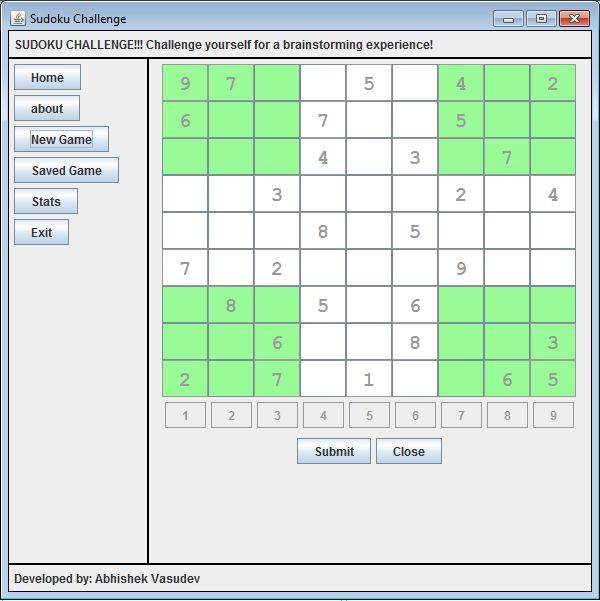 Sudoku Challenge
SUDOKU CHALLENGE!!! Challenge yourself for a brainstorming experience!
Home
about
New Game
Saved Game
Stats
Exit
9 7 5 4 2
6 7 5
4 3 7
3 2 4
8 5
7 2 9
8 5 6
6 8 3
2 7 1 6 5
1 2 3 4 5 6 7 8 9
Submit Close
Developed by: Abhishek Vasudev